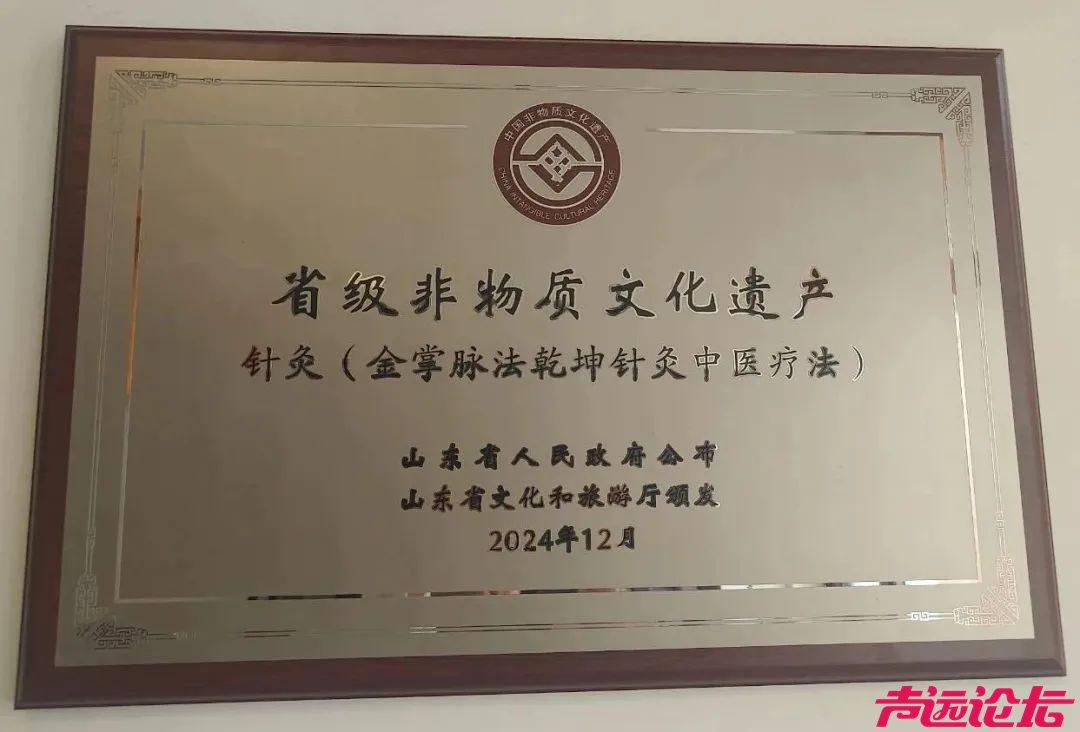 中国非物质文化遗产
CHINA INTANGIBLE CULTURAL HERITAGE
省级非物质文化遗产
针灸（金掌脉法乾坤针灸中医疗法）
山东省人民政府公布
山东省文化和旅游厅颁发
2024年12月
声远论坛